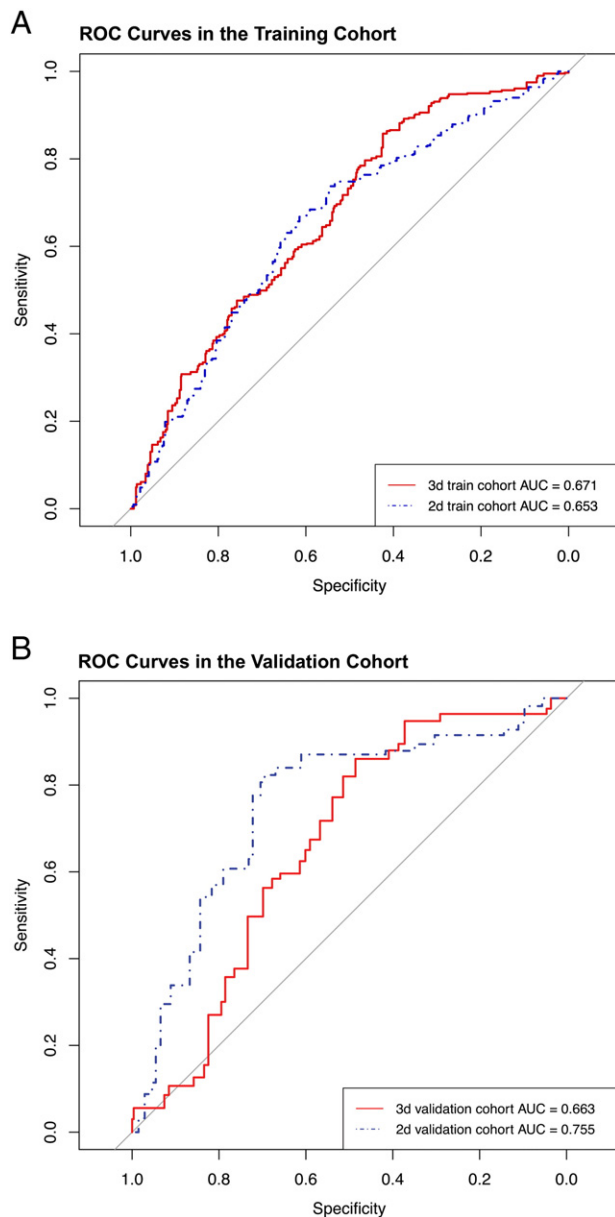 A
ROC Curves in the Training Cohort
Sensitivity
1.0
0.8
0.6
0.4
0.2
0.0
3d train cohort AUC = 0.671
2d train cohort AUC = 0.653
1.0 0.8 0.6 0.4 0.2 0.0
Specificity
B
ROC Curves in the Validation Cohort
Sensitivity
1.0
0.8
0.6
0.4
0.2
0.0
3d validation cohort AUC = 0.663
2d validation cohort AUC = 0.755
1.0 0.8 0.6 0.4 0.2 0.0
Specificity